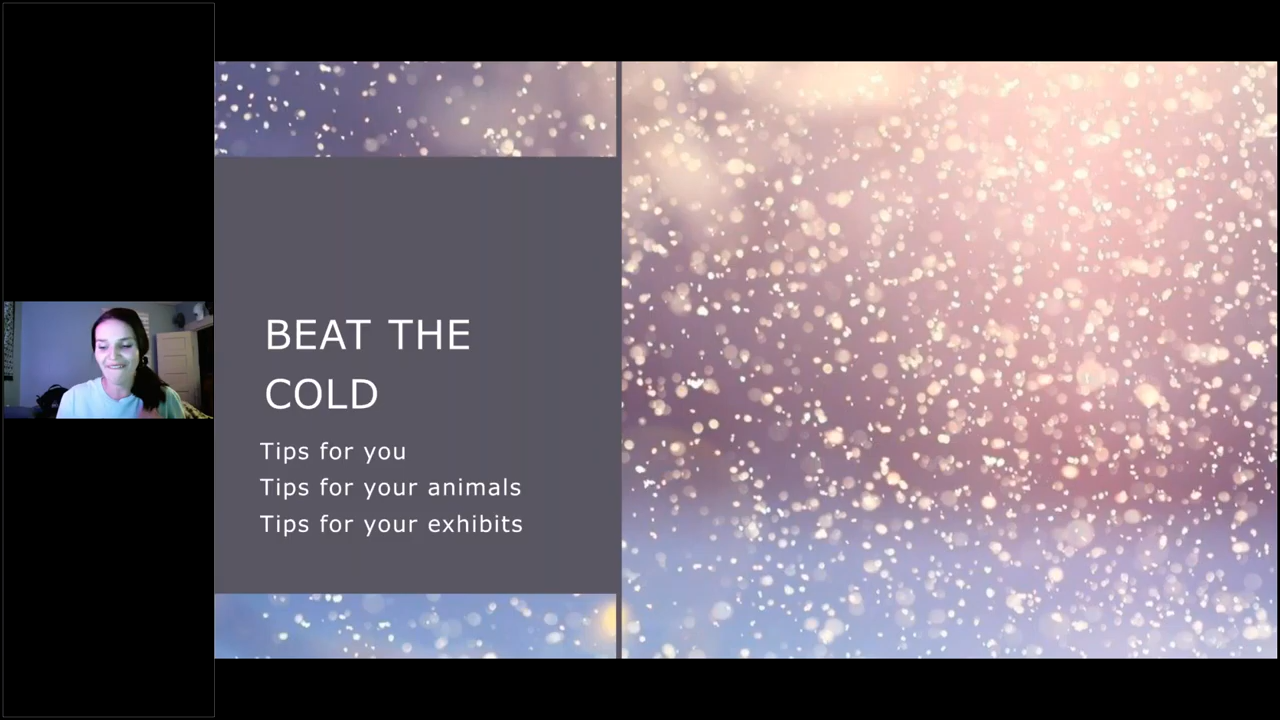 BEAT THE
COLD
Tips for you
Tips for your animals
Tips for your exhibits